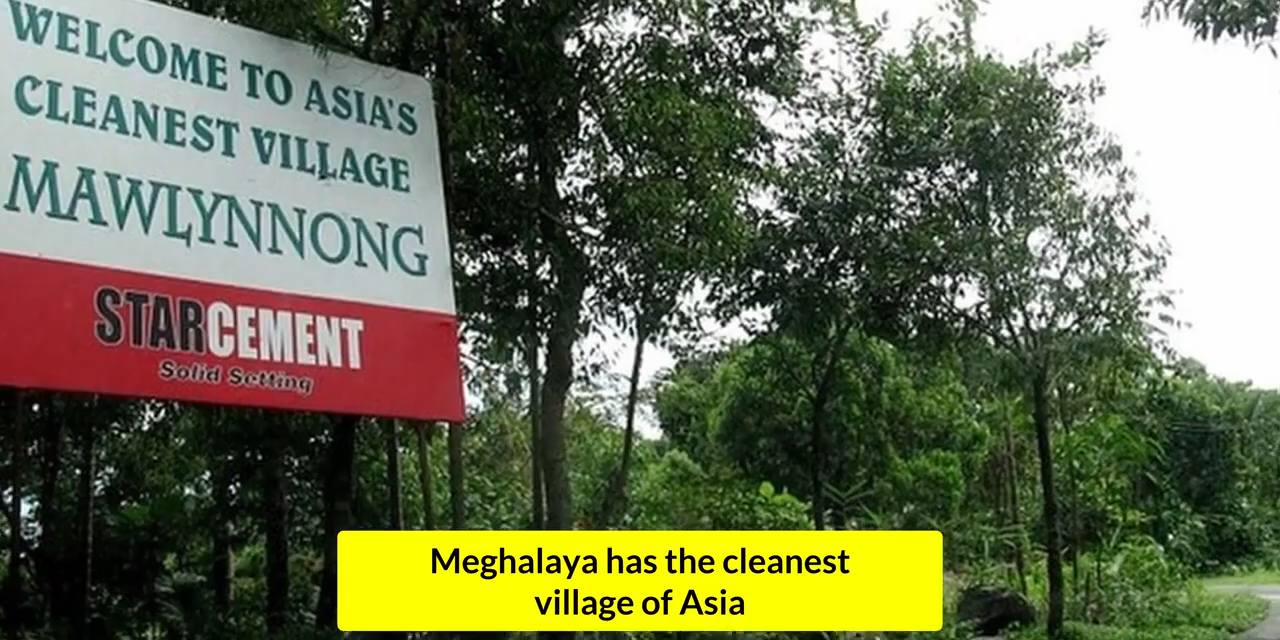 WELCOME TO ASIA'S
CLEANEST VILLAGE
MAWLYNNONG
STARCEMENT
Solid Setting
Meghalaya has the cleanest
village of Asia